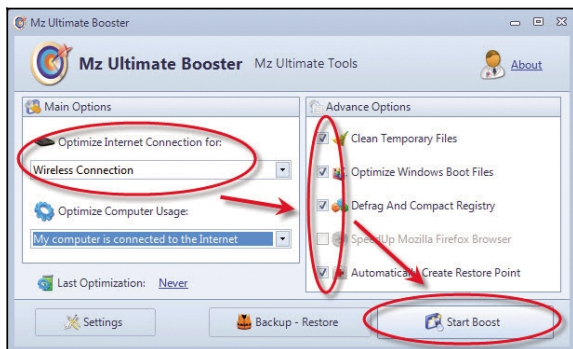 Mz Ultimate Booster
Mz Ultimate Booster Mz Ultimate Tools
About
Main Options
Optimize Internet Connection for:
Wireless Connection
Optimize Computer Usage:
My computer is connected to the Internet
Last Optimization: Never
Advance Options
Clean Temporary Files
Optimize Windows Boot Files
Defrag And Compact Registry
SpeedUp Mozilla Firefox Browser
Automatically Create Restore Point
Settings
Backup - Restore
Start Boost